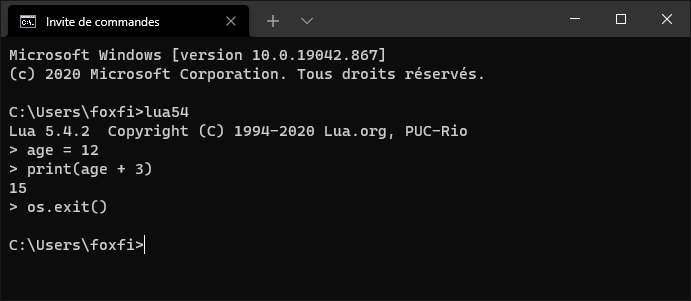 Invite de commandes
Microsoft Windows [version 10.0.19042.867]
(c) 2020 Microsoft Corporation. Tous droits réservés.
C:\Users\foxfi>lua54
Lua 5.4.2  Copyright (C) 1994-2020 Lua.org, PUC-Rio
> age = 12
> print(age + 3)
15
> os.exit()
C:\Users\foxfi>